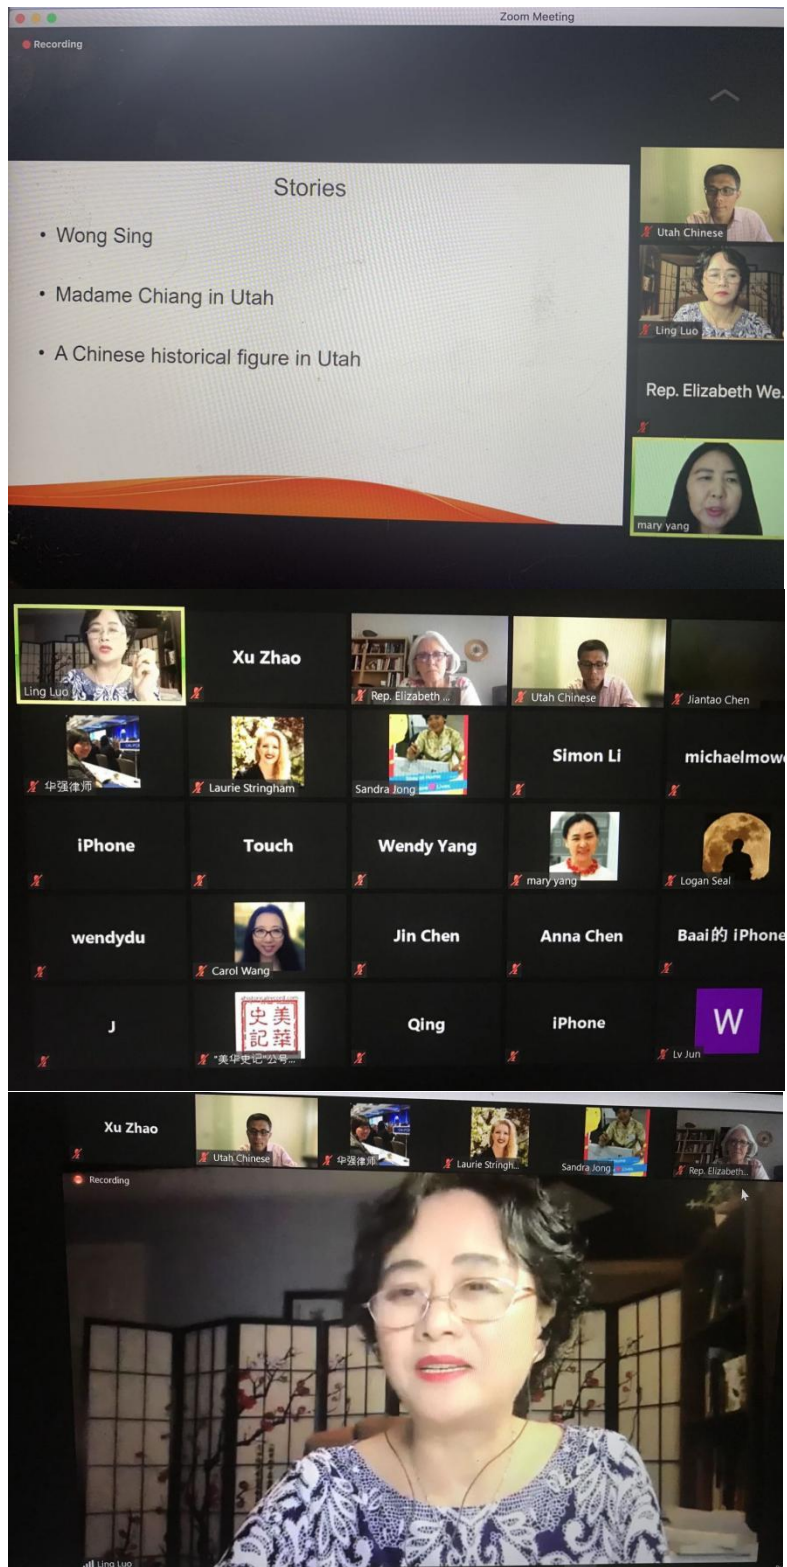 Zoom Meeting
Recording
Stories
• Wong Sing
• Madame Chiang in Utah
• A Chinese historical figure in Utah
Utah Chinese
Ling Luo
Rep. Elizabeth We.
mary yang
Ling Luo
Xu Zhao
Rep. Elizabeth ...
Utah Chinese
Jiantao Chen
华强律师
Laurie Stringham
Sandra Jong
Simon Li
michaelmow
iPhone
Touch
Wendy Yang
mary yang
Logan Seal
wendydu
Carol Wang
Jin Chen
Anna Chen
Baai的 iPhone
J
史美
記華
"美华史记"公号...
Qing
iPhone
W
Lv Jun
Xu Zhao
Utah Chinese
华强律师
Laurie Stringh...
Sandra Jong
Rep. Elizabeth...
Recording
Ling Luo